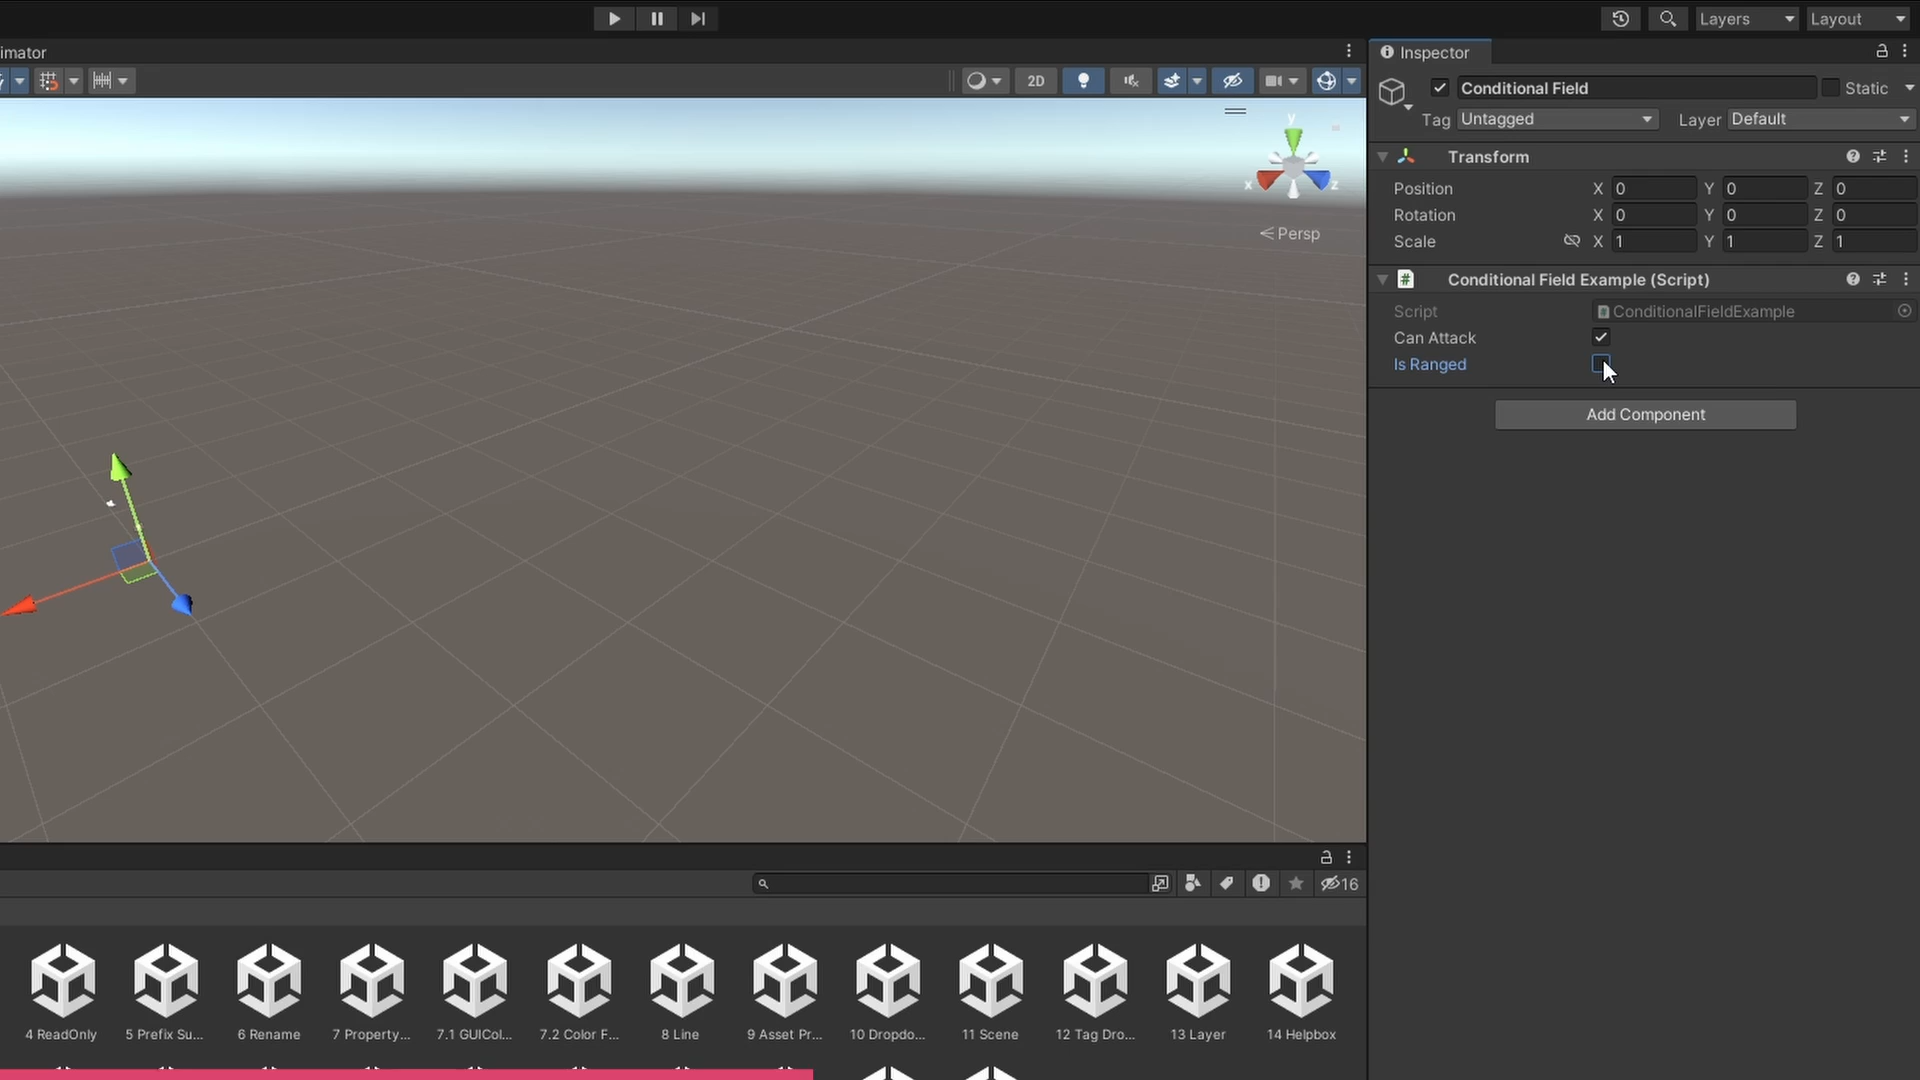 Layers
Layout
imator
Inspector
2D
Conditional Field
Static
Tag Untagged
Layer Default
y
x
z
Persp
Transform
Position X 0 Y 0 Z 0
Rotation X 0 Y 0 Z 0
Scale X 1 Y 1 Z 1
# Conditional Field Example (Script)
Script ConditionalFieldExample
Can Attack
Is Ranged
Add Component
16
4 ReadOnly
5 Prefix Su...
6 Rename
7 Property...
7.1 GUICol...
7.2 Color F...
8 Line
9 Asset Pr...
10 Dropdo...
11 Scene
12 Tag Dro...
13 Layer
14 Helpbox